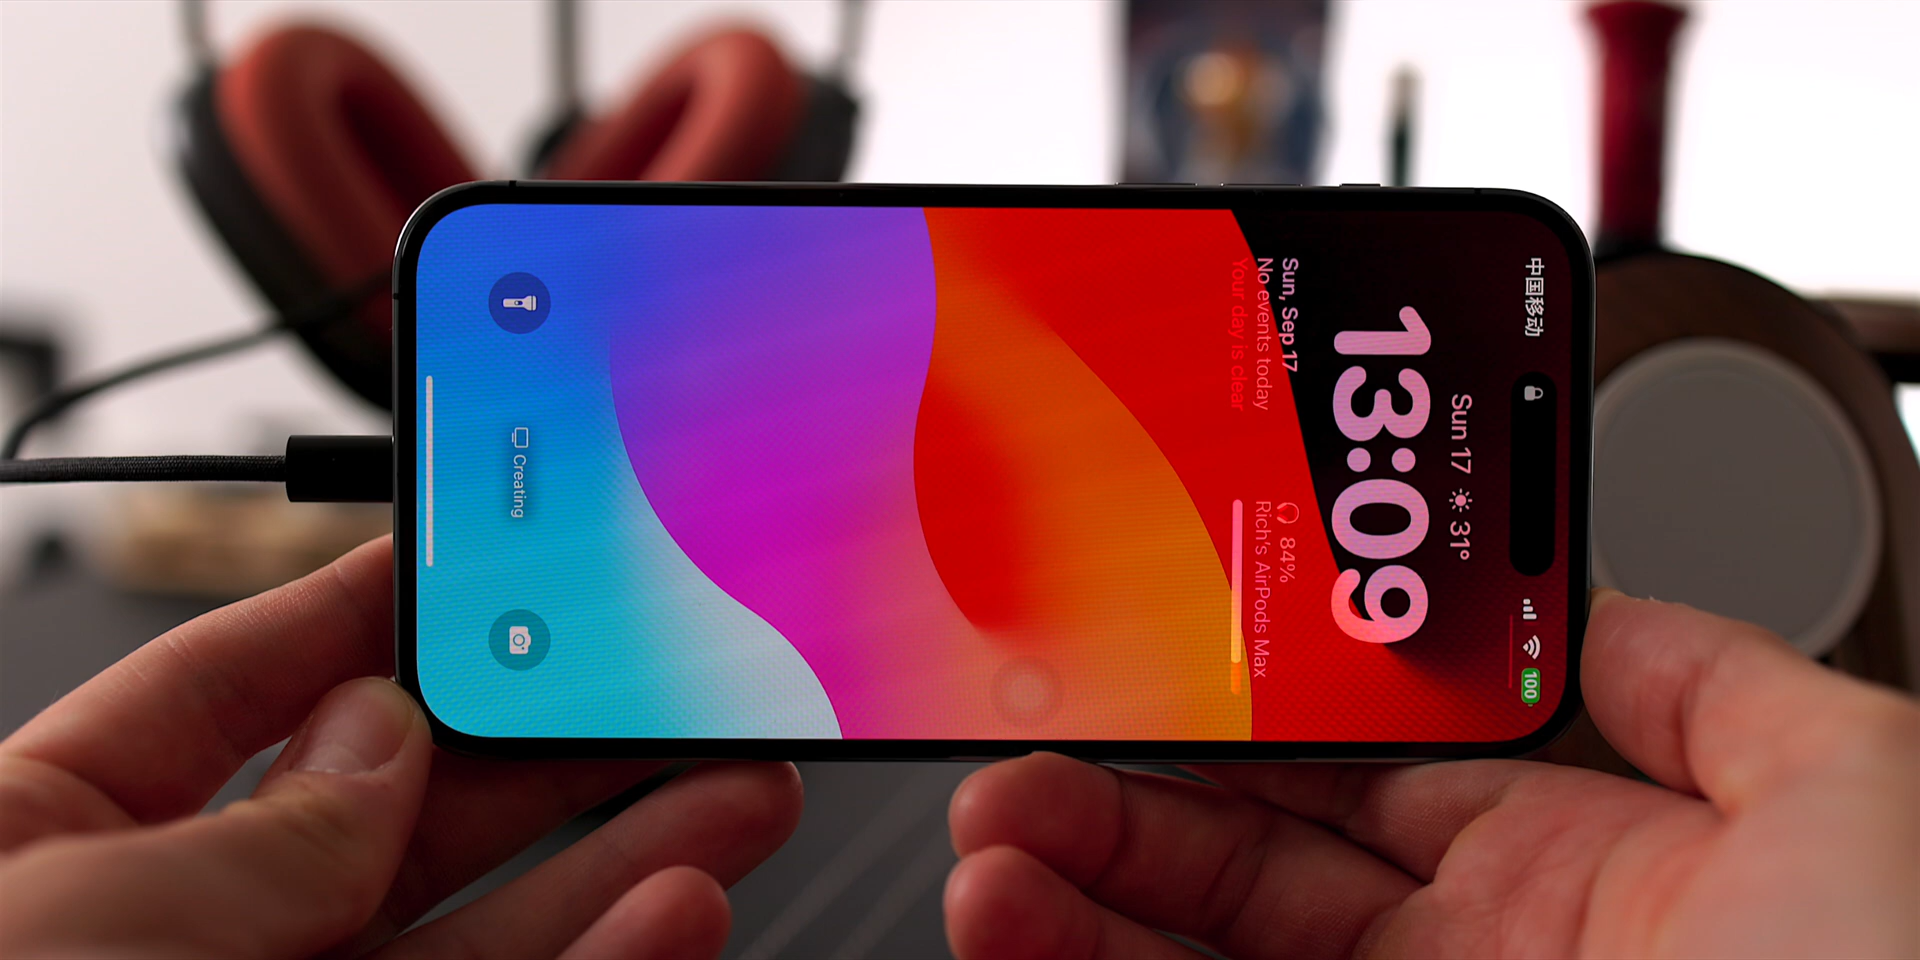 中国移动
100
Sun 17 31°
13:09
Sun, Sep 17
No events today
Your day is clear
84%
Rich's AirPods Max
Creating